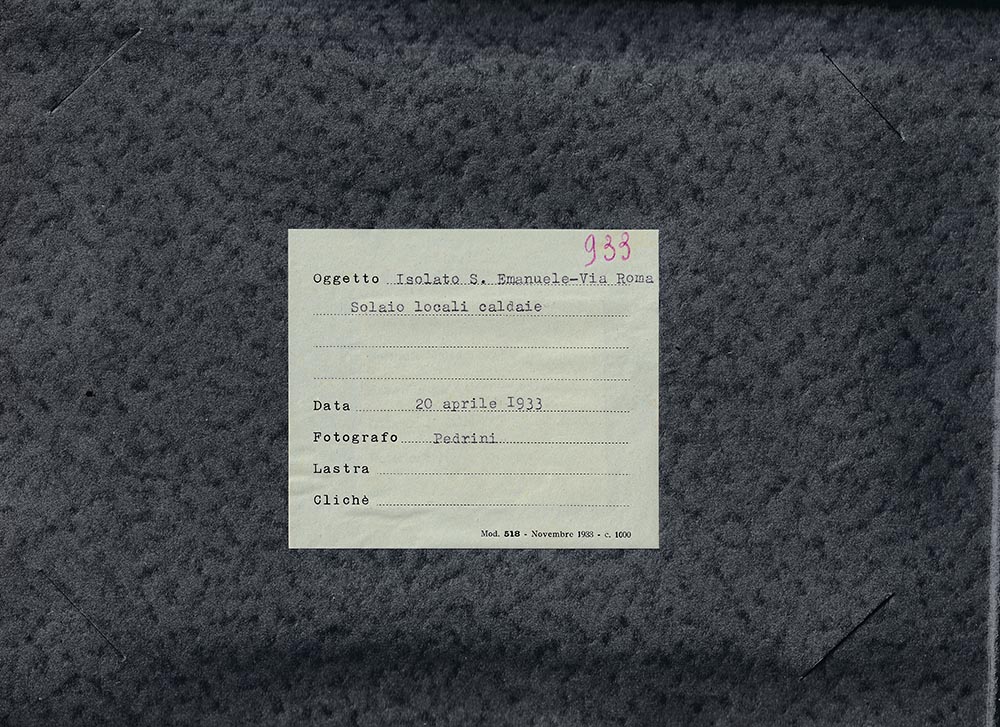 933
Oggetto Isolato S. Emanuele-Via Roma
Solaio locali caldaie
Data 20 aprile I933
Fotografo Pedrini
Lastra
Clichè
Mod. 518 - Novembre 1933 - c. 1000